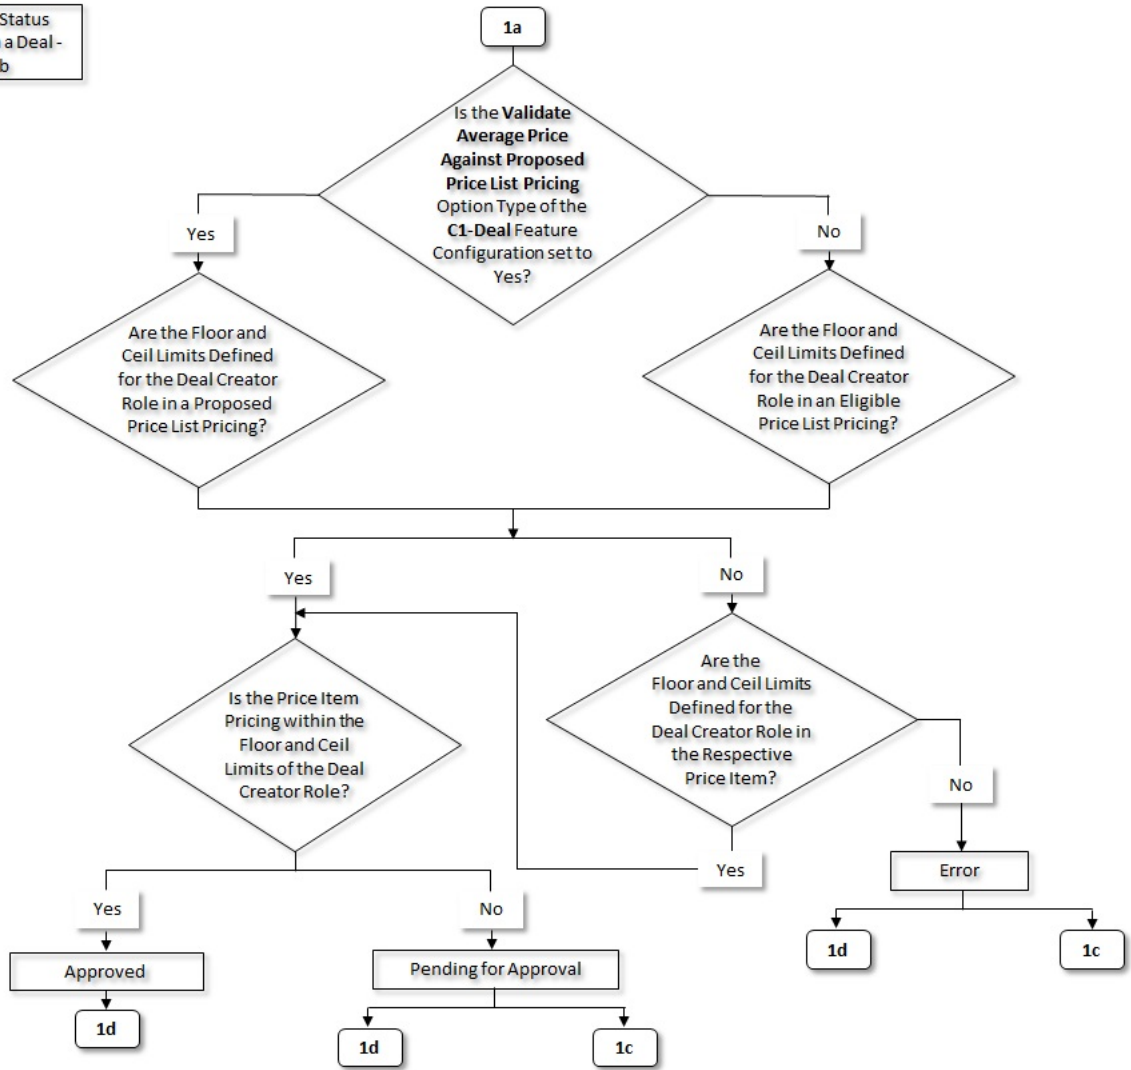 Status
a Deal -
b
1a
Is the Validate
Average Price
Against Proposed
Price List Pricing
Option Type of the
C1-Deal Feature
Configuration set to
Yes?
Yes
No
Are the Floor and
Ceil Limits Defined
for the Deal Creator
Role in a Proposed
Price List Pricing?
Are the Floor and
Ceil Limits Defined
for the Deal Creator
Role in an Eligible
Price List Pricing?
Yes
No
Is the Price Item
Pricing within the
Floor and Ceil
Limits of the Deal
Creator Role?
Are the
Floor and Ceil Limits
Defined for the
Deal Creator Role in
the Respective
Price Item?
No
Yes
Error
Yes
No
1d
1c
Approved
Pending for Approval
1d
1d
1c